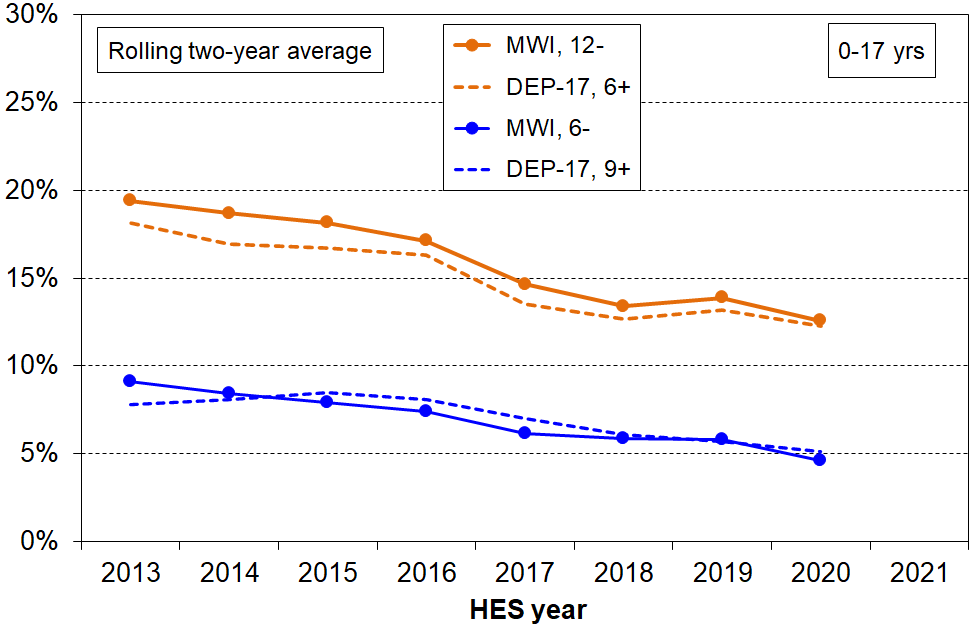 30%
Rolling two-year average
MWI, 12-
DEP-17, 6+
MWI, 6-
DEP-17, 9+
0-17 yrs
25%
20%
15%
10%
5%
0%
2013 2014 2015 2016 2017 2018 2019 2020 2021
HES year